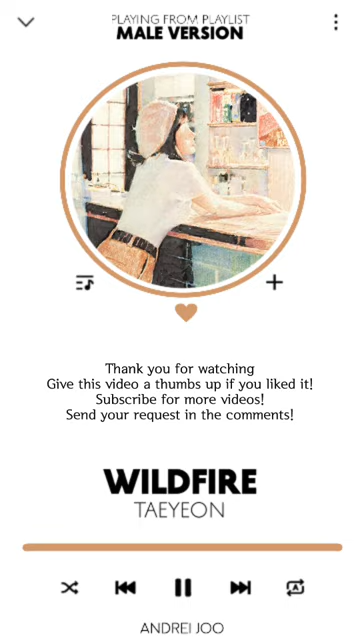 PLAYING FROM PLAYLIST
MALE VERSION
Thank you for watching
Give this video a thumbs up if you liked it!
Subscribe for more videos!
Send your request in the comments!
WILDFIRE
TAEYEON
ANDREI JOO